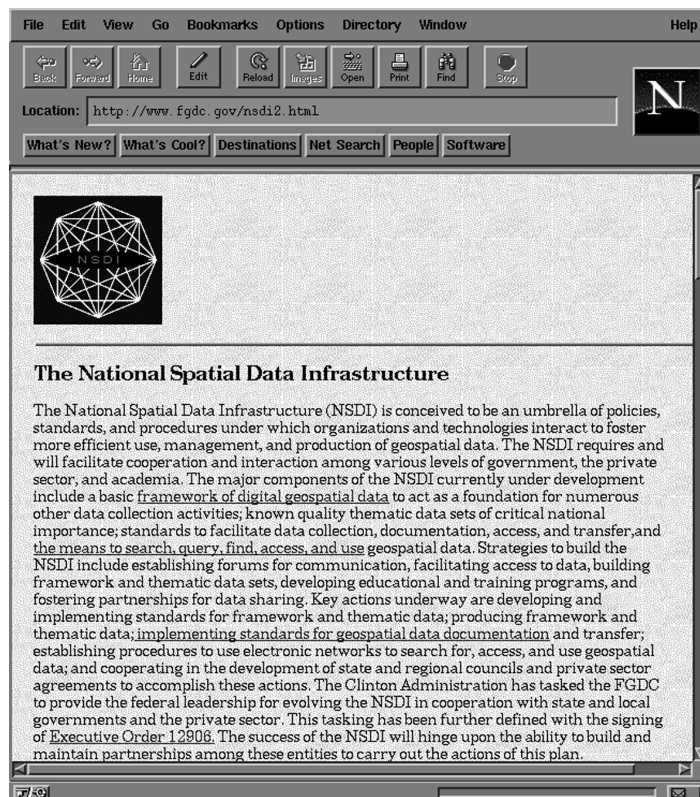 File Edit View Go Bookmarks Options Directory Window Help
Back Forward Home Edit Reload Images Open Print Find Stop
Location: http://www.fgdc.gov/nsdi2.html
N
What's New? What's Cool? Destinations Net Search People Software
NSDI
The National Spatial Data Infrastructure
The National Spatial Data Infrastructure (NSDI) is conceived to be an umbrella of policies,
standards, and procedures under which organizations and technologies interact to foster
more efficient use, management, and production of geospatial data. The NSDI requires and
will facilitate cooperation and interaction among various levels of government, the private
sector, and academia. The major components of the NSDI currently under development
include a basic framework of digital geospatial data to act as a foundation for numerous
other data collection activities; known quality thematic data sets of critical national
importance; standards to facilitate data collection, documentation, access, and transfer,and
the means to search, query, find, access, and use geospatial data. Strategies to build the
NSDI include establishing forums for communication, facilitating access to data, building
framework and thematic data sets, developing educational and training programs, and
fostering partnerships for data sharing. Key actions underway are developing and
implementing standards for framework and thematic data; producing framework and
thematic data; implementing standards for geospatial data documentation and transfer;
establishing procedures to use electronic networks to search for, access, and use geospatial
data; and cooperating in the development of state and regional councils and private sector
agreements to accomplish these actions. The Clinton Administration has tasked the FGDC
to provide the federal leadership for evolving the NSDI in cooperation with state and local
governments and the private sector. This tasking has been further defined with the signing
of Executive Order 12906. The success of the NSDI will hinge upon the ability to build and
maintain partnerships among these entities to carry out the actions of this plan.